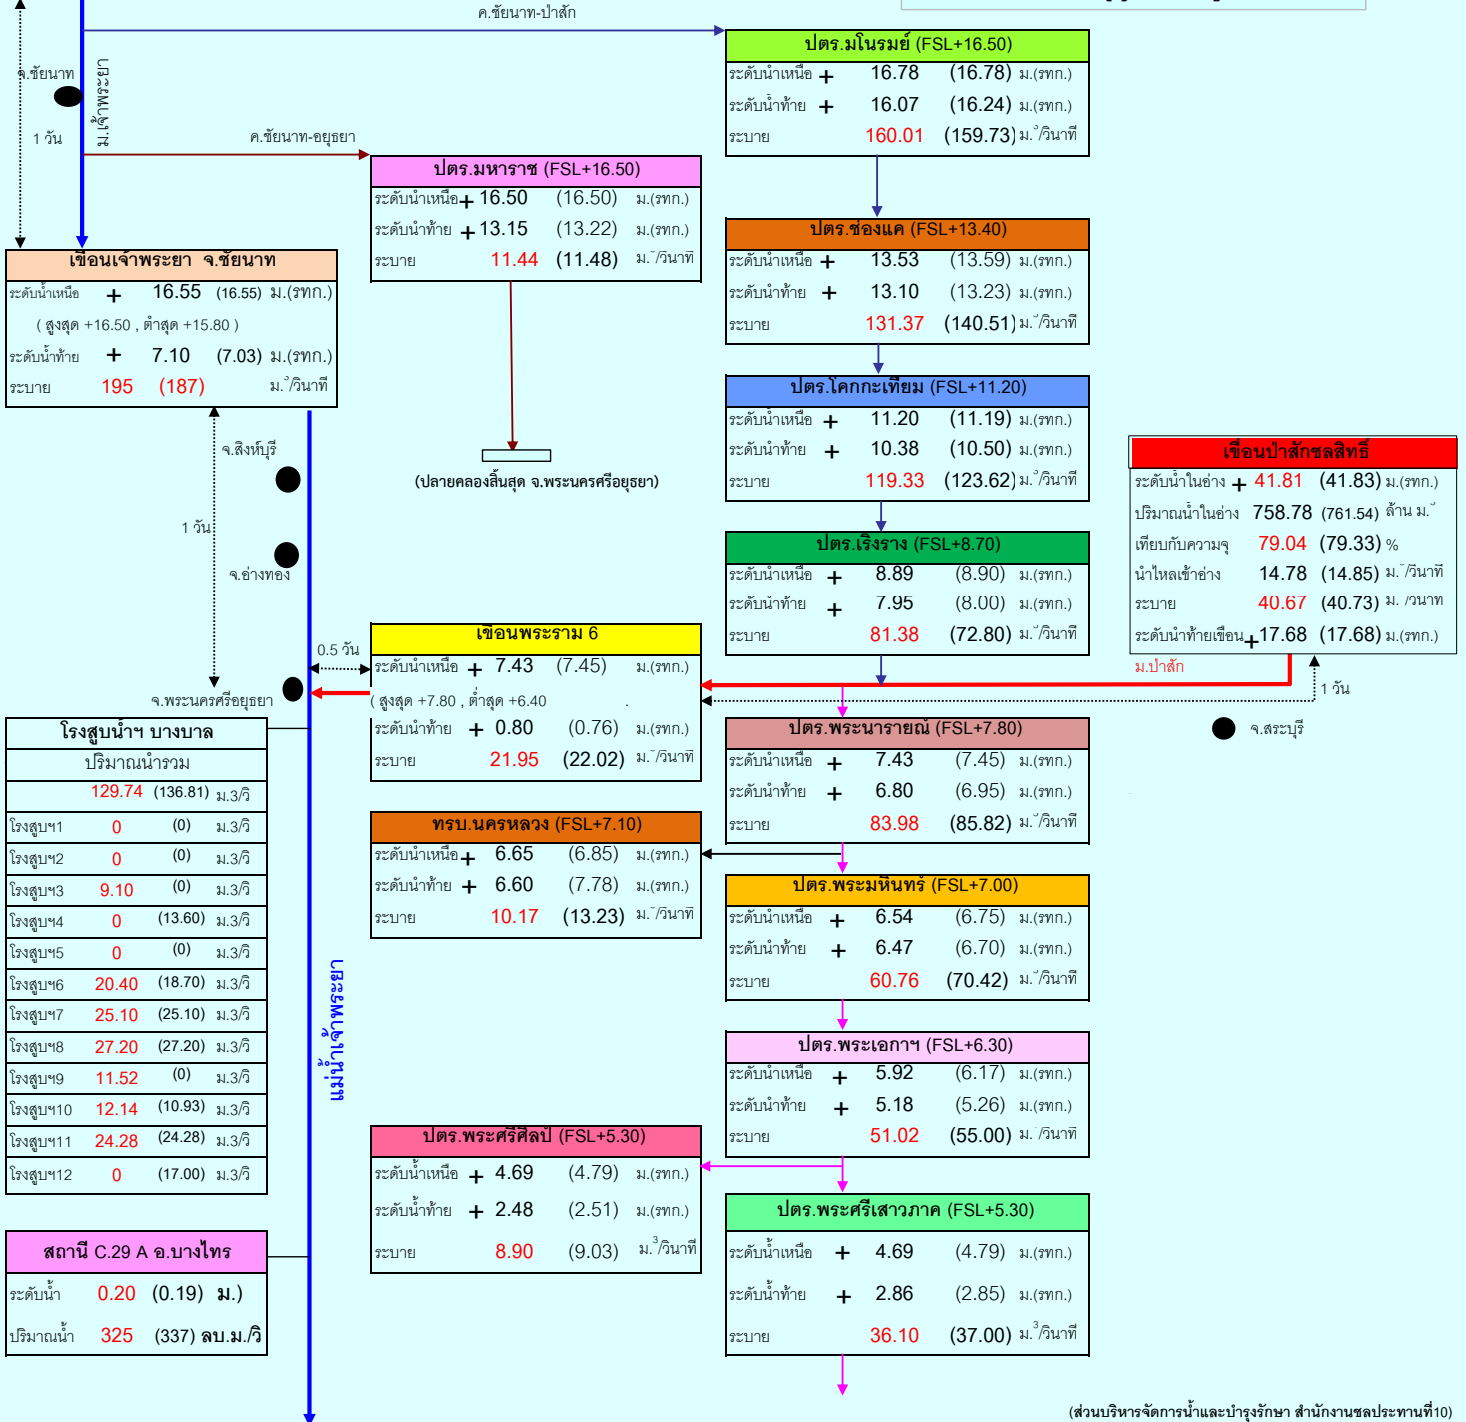 ค.ชัยนาท-ป่าสัก
จ.ชัยนาท
ม.เจ้าพระยา
1 วัน
ค.ชัยนาท-อยุธยา
ปตร.มโนรมย์ (FSL+16.50)
ระดับน้ำเหนือ + 16.78 (16.78) ม.(รทก.)
ระดับน้ำท้าย + 16.07 (16.24) ม.(รทก.)
ระบาย 160.01 (159.73) ม.³/วินาที
ปตร.มหาราช (FSL+16.50)
ระดับน้ำเหนือ + 16.50 (16.50) ม.(รทก.)
ระดับน้ำท้าย + 13.15 (13.22) ม.(รทก.)
ระบาย 11.44 (11.48) ม.³/วินาที
(ปลายคลองสิ้นสุด จ.พระนครศรีอยุธยา)
เขื่อนเจ้าพระยา จ.ชัยนาท
ระดับน้ำเหนือ + 16.55 (16.55) ม.(รทก.)
( สูงสุด +16.50 , ต่ำสุด +15.80 )
ระดับน้ำท้าย + 7.10 (7.03) ม.(รทก.)
ระบาย 195 (187) ม.³/วินาที
ปตร.ช่องแค (FSL+13.40)
ระดับน้ำเหนือ + 13.53 (13.59) ม.(รทก.)
ระดับน้ำท้าย + 13.10 (13.23) ม.(รทก.)
ระบาย 131.37 (140.51) ม.³/วินาที
ปตร.โคกกะเทียม (FSL+11.20)
ระดับน้ำเหนือ + 11.20 (11.19) ม.(รทก.)
ระดับน้ำท้าย + 10.38 (10.50) ม.(รทก.)
ระบาย 119.33 (123.62) ม.³/วินาที
จ.สิงห์บุรี
1 วัน
จ.อ่างทอง
จ.พระนครศรีอยุธยา
0.5 วัน
เขื่อนป่าสักชลสิทธิ์
ระดับน้ำในอ่าง + 41.81 (41.83) ม.(รทก.)
ปริมาณน้ำในอ่าง 758.78 (761.54) ล้าน ม.³
เทียบกับความจุ 79.04 (79.33) %
น้ำไหลเข้าอ่าง 14.78 (14.85) ม.³/วินาที
ระบาย 40.67 (40.73) ม.³/วินาที
ระดับน้ำท้ายเขื่อน + 17.68 (17.68) ม.(รทก.)
ม.ป่าสัก
1 วัน
จ.สระบุรี
ปตร.เริงราง (FSL+8.70)
ระดับน้ำเหนือ + 8.89 (8.90) ม.(รทก.)
ระดับน้ำท้าย + 7.95 (8.00) ม.(รทก.)
ระบาย 81.38 (72.80) ม.³/วินาที
เขื่อนพระราม 6
ระดับน้ำเหนือ + 7.43 (7.45) ม.(รทก.)
( สูงสุด +7.80 , ต่ำสุด +6.40
ระดับน้ำท้าย + 0.80 (0.76) ม.(รทก.)
ระบาย 21.95 (22.02) ม.³/วินาที
ปตร.พระนารายณ์ (FSL+7.80)
ระดับน้ำเหนือ + 7.43 (7.45) ม.(รทก.)
ระดับน้ำท้าย + 6.80 (6.95) ม.(รทก.)
ระบาย 83.98 (85.82) ม.³/วินาที
ทรบ.นครหลวง (FSL+7.10)
ระดับน้ำเหนือ + 6.65 (6.85) ม.(รทก.)
ระดับน้ำท้าย + 6.60 (7.78) ม.(รทก.)
ระบาย 10.17 (13.23) ม.³/วินาที
ปตร.พระมหินทร์ (FSL+7.00)
ระดับน้ำเหนือ + 6.54 (6.75) ม.(รทก.)
ระดับน้ำท้าย + 6.47 (6.70) ม.(รทก.)
ระบาย 60.76 (70.42) ม.³/วินาที
โรงสูบน้ำฯ บางบาล
ปริมาณน้ำรวม
129.74 (136.81) ม.3/วิ
โรงสูบฯ1 0 (0) ม.3/วิ
โรงสูบฯ2 0 (0) ม.3/วิ
โรงสูบฯ3 9.10 (0) ม.3/วิ
โรงสูบฯ4 0 (13.60) ม.3/วิ
โรงสูบฯ5 0 (0) ม.3/วิ
โรงสูบฯ6 20.40 (18.70) ม.3/วิ
โรงสูบฯ7 25.10 (25.10) ม.3/วิ
โรงสูบฯ8 27.20 (27.20) ม.3/วิ
โรงสูบฯ9 11.52 (0) ม.3/วิ
โรงสูบฯ10 12.14 (10.93) ม.3/วิ
โรงสูบฯ11 24.28 (24.28) ม.3/วิ
โรงสูบฯ12 0 (17.00) ม.3/วิ
แม่น้ำเจ้าพระยา
ปตร.พระเอกาฯ (FSL+6.30)
ระดับน้ำเหนือ + 5.92 (6.17) ม.(รทก.)
ระดับน้ำท้าย + 5.18 (5.26) ม.(รทก.)
ระบาย 51.02 (55.00) ม.³/วินาที
ปตร.พระศรีศิลป์ (FSL+5.30)
ระดับน้ำเหนือ + 4.69 (4.79) ม.(รทก.)
ระดับน้ำท้าย + 2.48 (2.51) ม.(รทก.)
ระบาย 8.90 (9.03) ม.³/วินาที
ปตร.พระศรีเสาวภาค (FSL+5.30)
ระดับน้ำเหนือ + 4.69 (4.79) ม.(รทก.)
ระดับน้ำท้าย + 2.86 (2.85) ม.(รทก.)
ระบาย 36.10 (37.00) ม.³/วินาที
สถานี C.29 A อ.บางไทร
ระดับน้ำ 0.20 (0.19) ม.)
ปริมาณน้ำ 325 (337) ลบ.ม./วิ
(ส่วนบริหารจัดการน้ำและบำรุงรักษา สำนักงานชลประทานที่10)